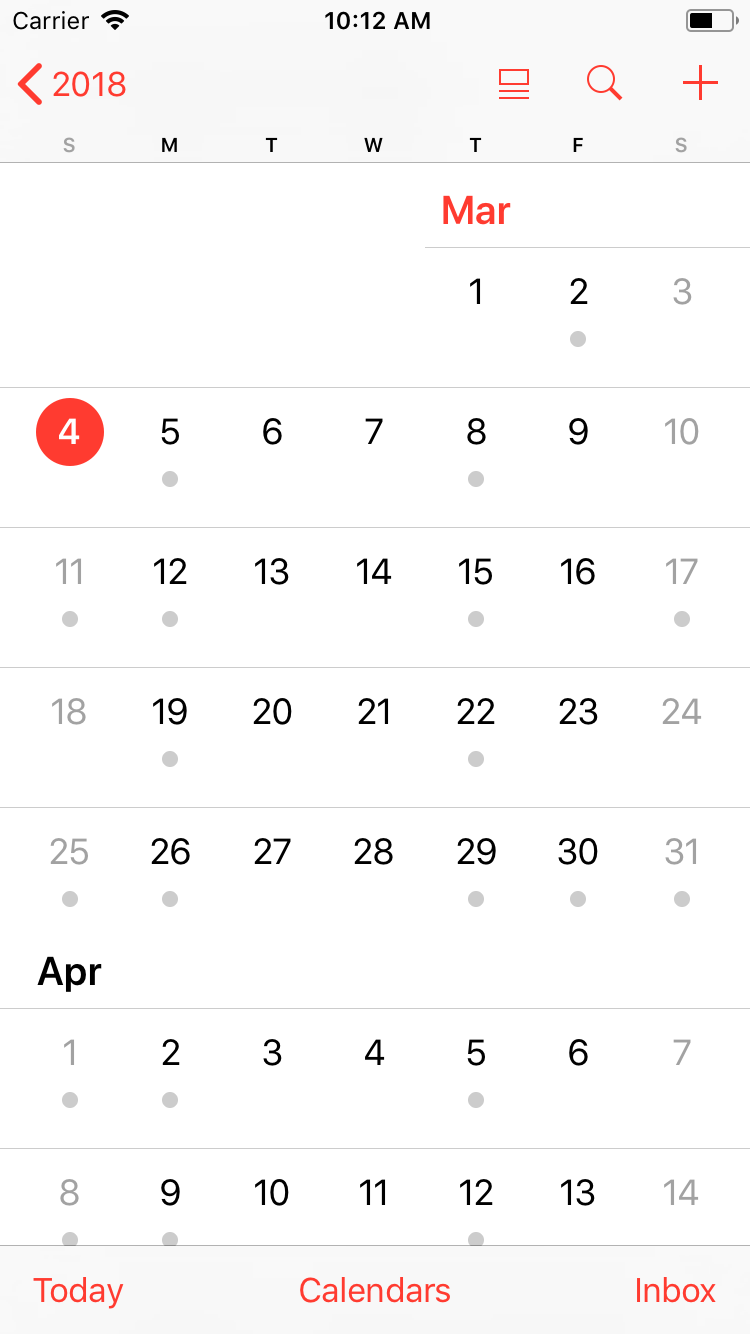 Carrier 10:12 AM
2018
S M T W T F S
Mar
1 2 3
4 5 6 7 8 9 10
11 12 13 14 15 16 17
18 19 20 21 22 23 24
25 26 27 28 29 30 31
Apr
1 2 3 4 5 6 7
8 9 10 11 12 13 14
Today Calendars Inbox